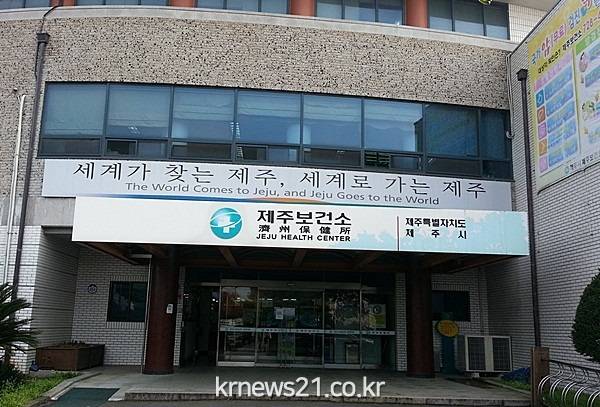 세계가 찾는 제주, 세계로 가는 제주
The World Comes to Jeju, and Jeju Goes to the World
제주보건소
濟州保健所
JEJU HEALTH CENTER
제주특별자치도
제주시
krnews21.co.kr